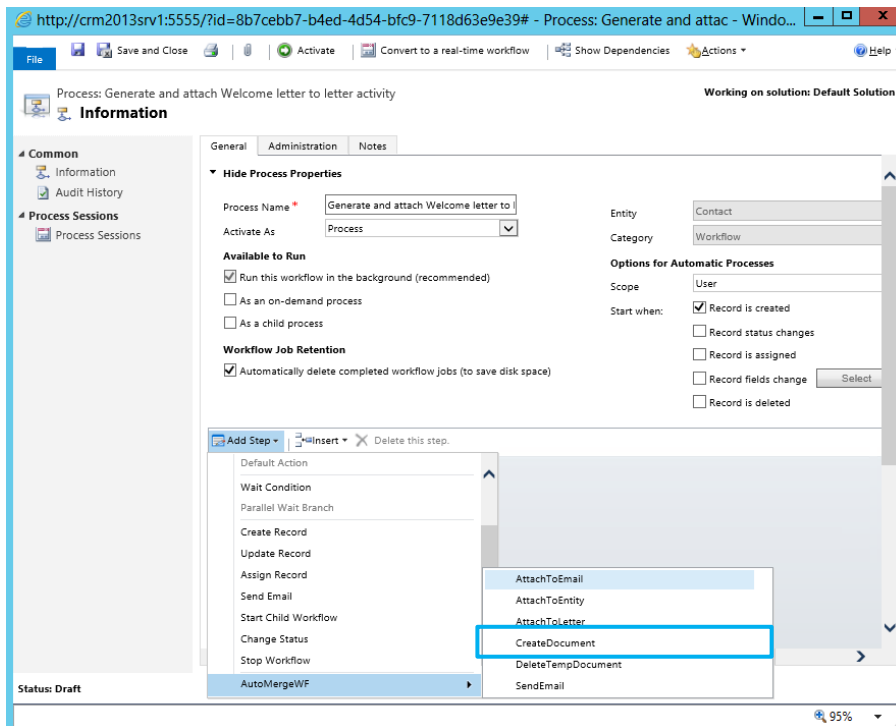 http://crm2013srv1:5555/?id=8b7cebb7-b4ed-4d54-bfc9-7118d63e9e39# - Process: Generate and attac - Windo...
File
Save and Close
Activate
Convert to a real-time workflow
Show Dependencies
Actions
Help
Process: Generate and attach Welcome letter to letter activity
Information
Working on solution: Default Solution
Common
Information
Audit History
Process Sessions
Process Sessions
General
Administration
Notes
Hide Process Properties
Process Name *
Generate and attach Welcome letter to l
Activate As
Process
Available to Run
Run this workflow in the background (recommended)
As an on-demand process
As a child process
Workflow Job Retention
Automatically delete completed workflow jobs (to save disk space)
Entity
Contact
Category
Workflow
Options for Automatic Processes
Scope
User
Start when:
Record is created
Record status changes
Record is assigned
Record fields change
Select
Record is deleted
Add Step
Insert
Delete this step.
Default Action
Wait Condition
Parallel Wait Branch
Create Record
Update Record
Assign Record
Send Email
Start Child Workflow
Change Status
Stop Workflow
AutoMergeWF
AttachToEmail
AttachToEntity
AttachToLetter
CreateDocument
DeleteTempDocument
SendEmail
Status: Draft
95%